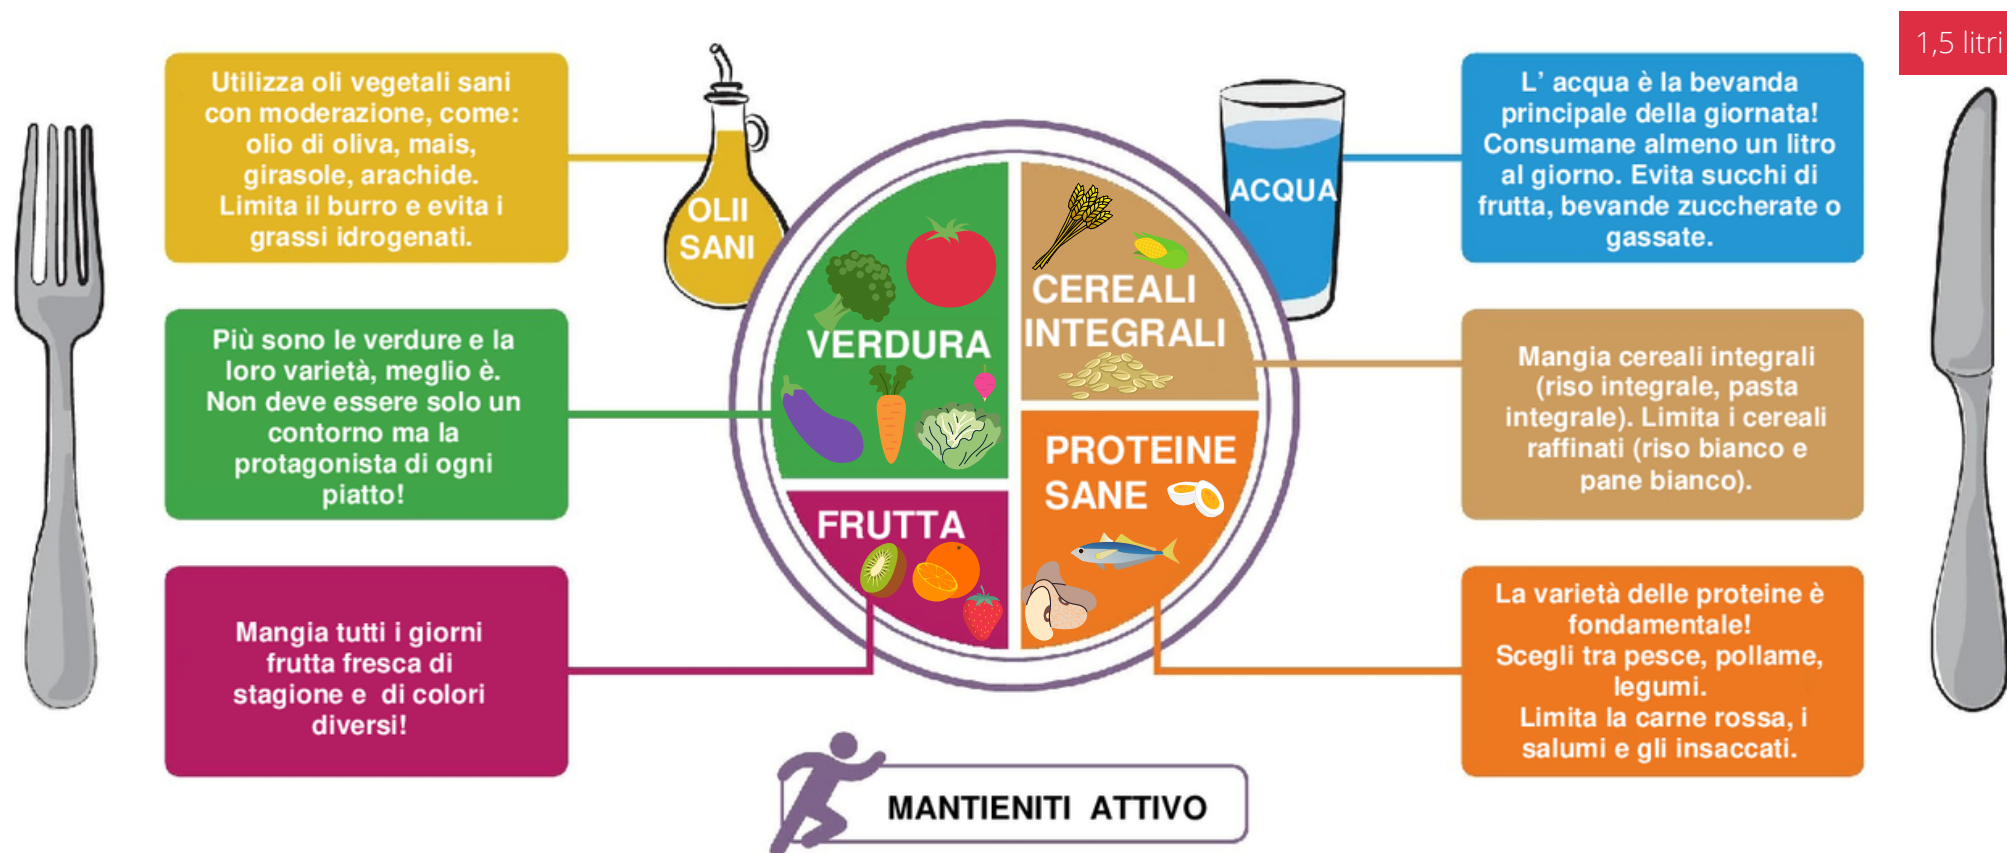 1,5 litri
Utilizza oli vegetali sani
con moderazione, come:
olio di oliva, mais,
girasole, arachide.
Limita il burro e evita i
grassi idrogenati.
OLII
SANI
ACQUA
L' acqua è la bevanda
principale della giornata!
Consumane almeno un litro
al giorno. Evita succhi di
frutta, bevande zuccherate o
gassate.
Più sono le verdure e la
loro varietà, meglio è.
Non deve essere solo un
contorno ma la
protagonista di ogni
piatto!
VERDURA
CEREALI
INTEGRALI
Mangia cereali integrali
(riso integrale, pasta
integrale). Limita i cereali
raffinati (riso bianco e
pane bianco).
Mangia tutti i giorni
frutta fresca di
stagione e di colori
diversi!
FRUTTA
PROTEINE
SANE
La varietà delle proteine è
fondamentale!
Scegli tra pesce, pollame,
legumi.
Limita la carne rossa, i
salumi e gli insaccati.
MANTIENITI ATTIVO